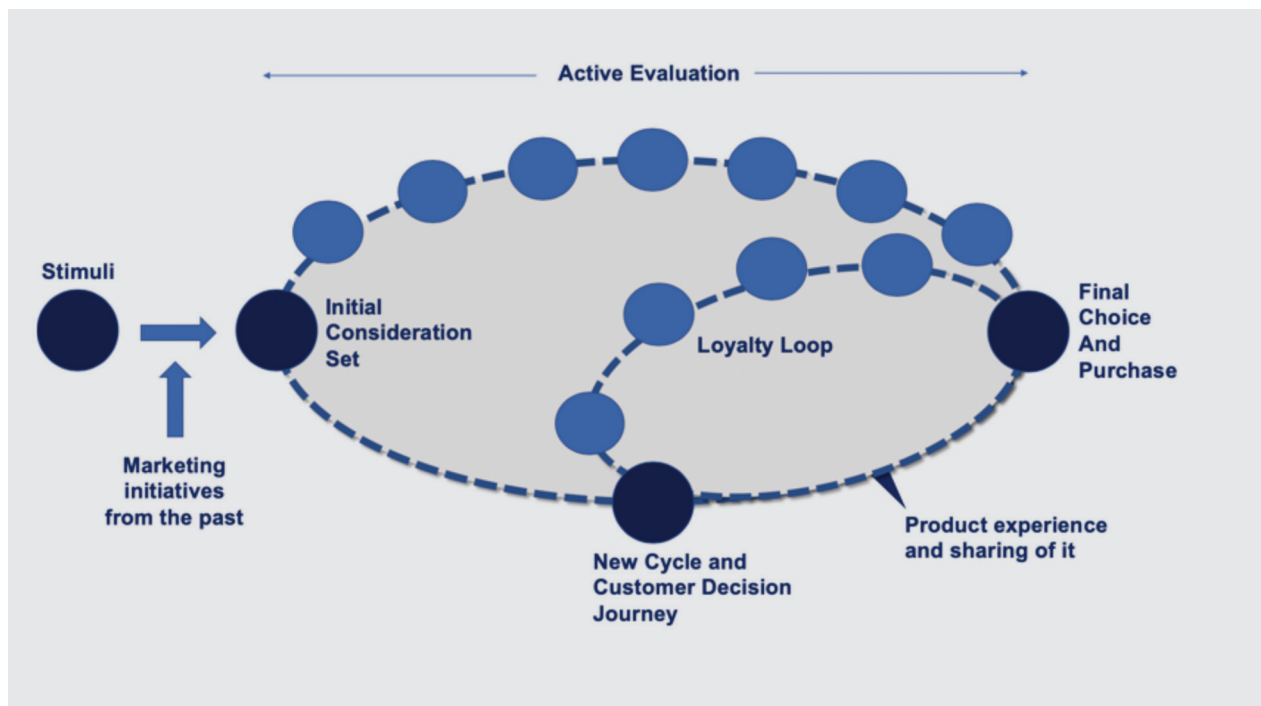 Active Evaluation
Stimuli
Initial
Consideration
Set
Final
Choice
And
Purchase
Loyalty Loop
Marketing
initiatives
from the past
Product experience
and sharing of it
New Cycle and
Customer Decision
Journey